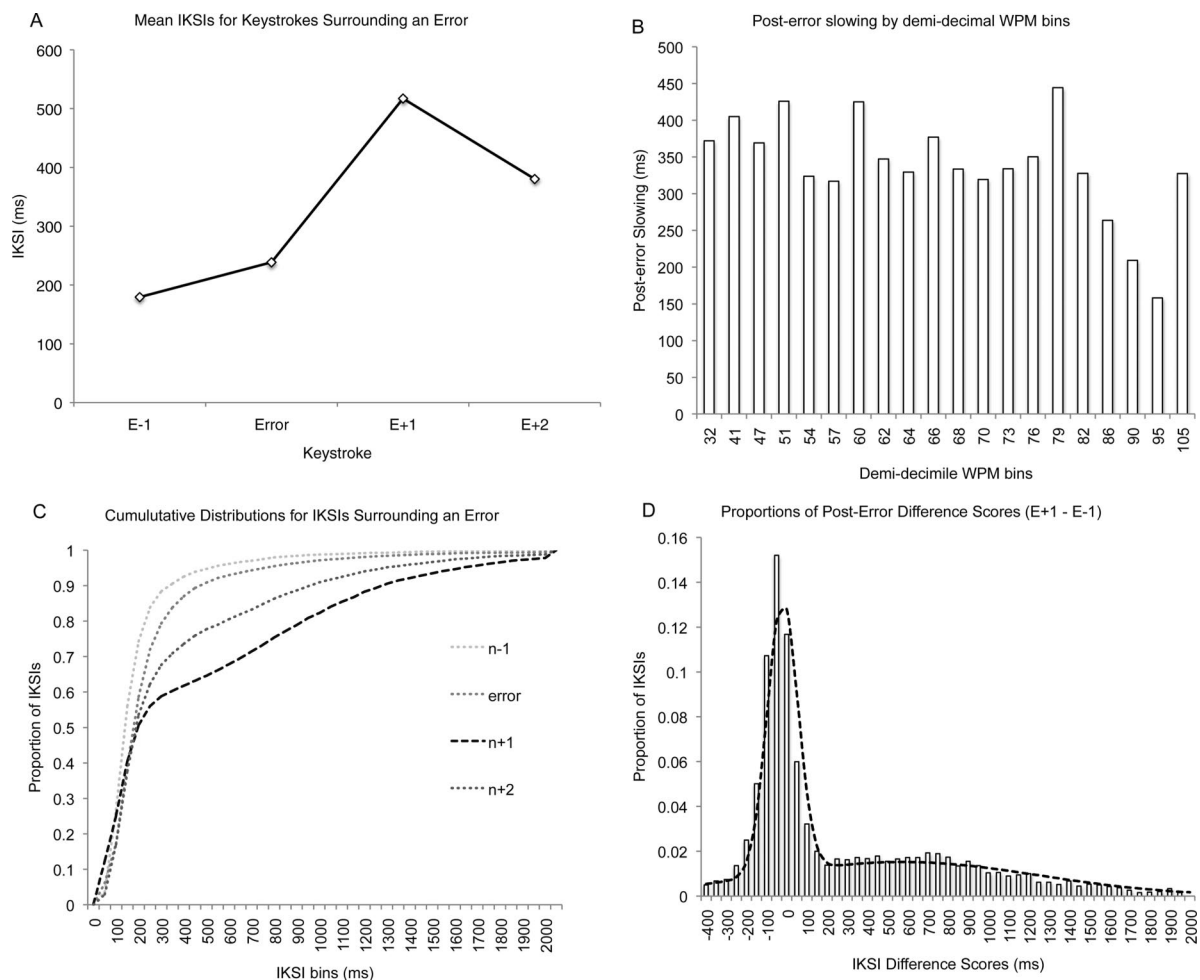 A
Mean IKSIs for Keystrokes Surrounding an Error
IKSI (ms)
600
500
400
300
200
100
0
E-1 Error E+1 E+2
Keystroke
B
Post-error slowing by demi-decimal WPM bins
Post-error Slowing (ms)
500
450
400
350
300
250
200
150
100
50
0
32 41 47 51 54 57 60 62 64 66 68 70 73 76 79 82 86 90 95 105
Demi-decimile WPM bins
C
Cumulutative Distributions for IKSIs Surrounding an Error
Proportion of IKSIs
1
0.9
0.8
0.7
0.6
0.5
0.4
0.3
0.2
0.1
0
n-1
error
n+1
n+2
0 100 200 300 400 500 600 700 800 900 1000 1100 1200 1300 1400 1500 1600 1700 1800 1900 2000
IKSI bins (ms)
D
Proportions of Post-Error Difference Scores (E+1 - E-1)
Proportion of IKSIs
0.16
0.14
0.12
0.1
0.08
0.06
0.04
0.02
0
-400 -300 -200 -100 0 100 200 300 400 500 600 700 800 900 1000 1100 1200 1300 1400 1500 1600 1700 1800 1900 2000
IKSI Difference Scores (ms)